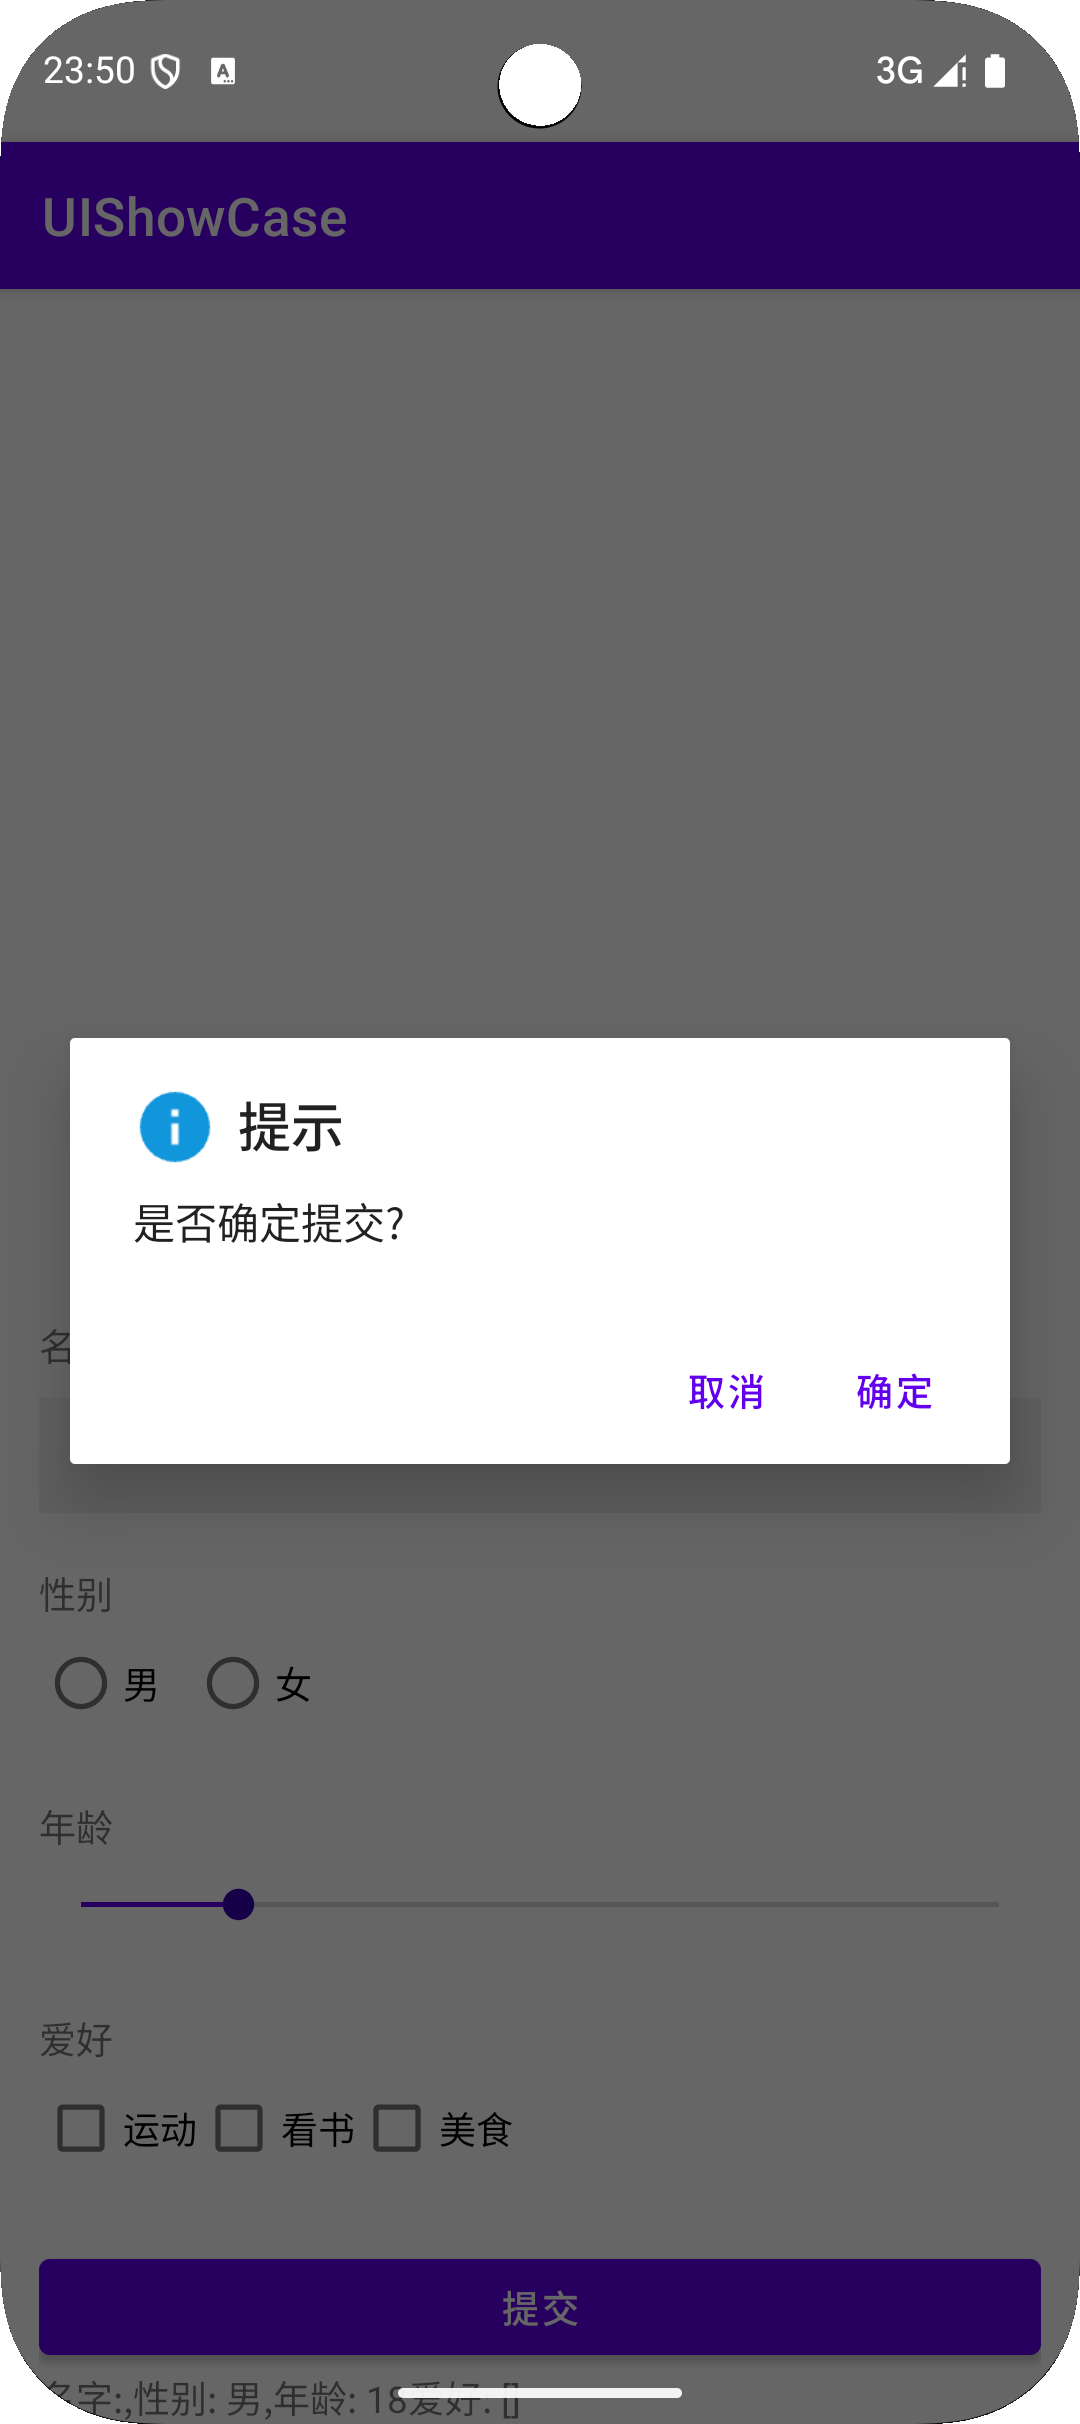 23:50
3G
UIShowCase
提示
是否确定提交?
名
取消 确定
性别
男 女
年龄
爱好
运动 看书 美食
提交
名字:,性别: 男,年龄: 18爱好: []